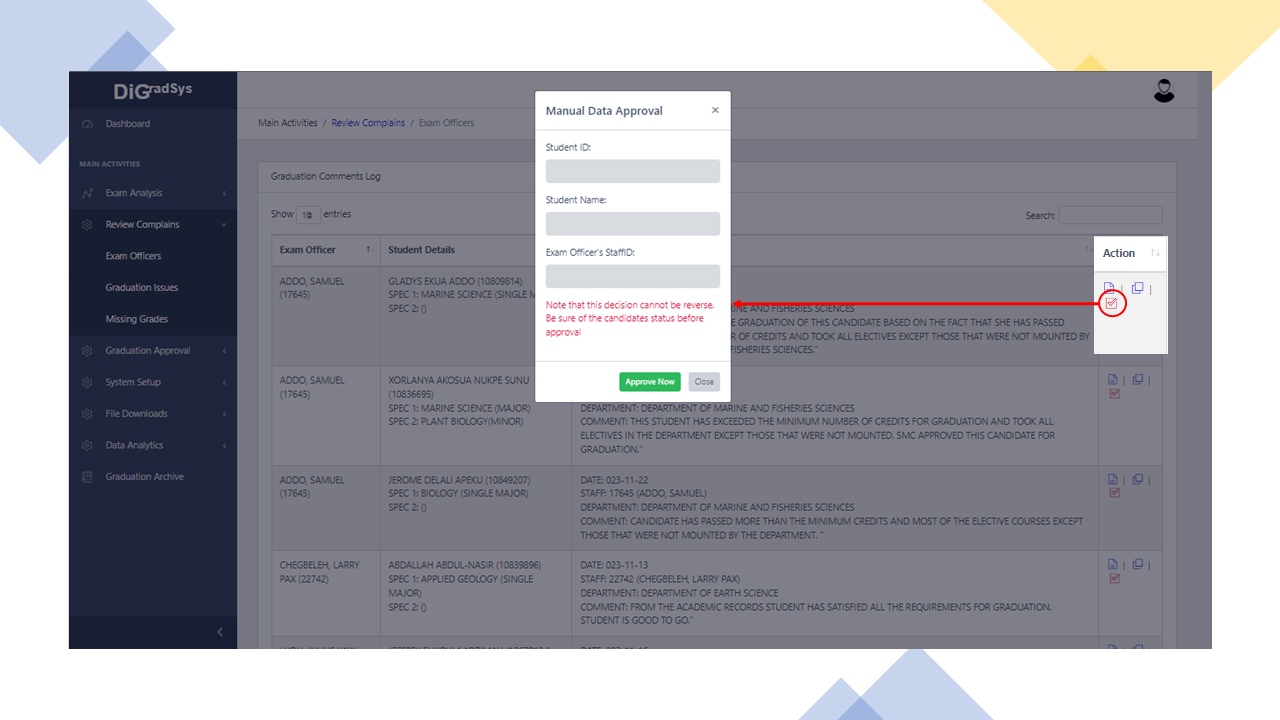 DiGradSys
Dashboard
MAIN ACTIVITIES
Exam Analysis
Review Complains
Exam Officers
Graduation Issues
Missing Grades
Graduation Approval
System Setup
File Downloads
Data Analytics
Graduation Archive
Main Activities / Review Complains / Exam Officers
Graduation Comments Log
Show 10 entries
Search:
Exam Officer
Student Details
Action
ADDO, SAMUEL
(17645)
GLADYS EKUA ADDO (10809814)
SPEC 1: MARINE SCIENCE (SINGLE
SPEC 2: ()
AND FISHERIES SCIENCES
GRADUATION OF THIS CANDIDATE BASED ON THE FACT THAT SHE HAS PASSED
OF CREDITS AND TOOK ALL ELECTIVES EXCEPT THOSE THAT WERE NOT MOUNTED BY
FISHERIES SCIENCES."
Manual Data Approval ×
Student ID:
Student Name:
Exam Officer's StaffID:
Note that this decision cannot be reverse.
Be sure of the candidates status before
approval
Approve Now Close
ADDO, SAMUEL
(17645)
XORLANYA AKOSUA NUKPE SUNU
(10836695)
SPEC 1: MARINE SCIENCE (MAJOR)
SPEC 2: PLANT BIOLOGY(MINOR)
DEPARTMENT: DEPARTMENT OF MARINE AND FISHERIES SCIENCES
COMMENT: THIS STUDENT HAS EXCEEDED THE MINIMUM NUMBER OF CREDITS FOR GRADUATION AND TOOK ALL
ELECTIVES IN THE DEPARTMENT EXCEPT THOSE THAT WERE NOT MOUNTED. SMC APPROVED THIS CANDIDATE FOR
GRADUATION."
ADDO, SAMUEL
(17645)
JEROME DELALI APEKU (10849207)
SPEC 1: BIOLOGY (SINGLE MAJOR)
SPEC 2: ()
DATE: 023-11-22
STAFF: 17645 (ADDO, SAMUEL)
DEPARTMENT: DEPARTMENT OF MARINE AND FISHERIES SCIENCES
COMMENT: CANDIDATE HAS PASSED MORE THAN THE MINIMUM CREDITS AND MOST OF THE ELECTIVE COURSES EXCEPT
THOSE THAT WERE NOT MOUNTED BY THE DEPARTMENT. "
CHEGBELEH, LARRY
PAX (22742)
ABDALLAH ABDUL-NASIR (10839896)
SPEC 1: APPLIED GEOLOGY (SINGLE
MAJOR)
SPEC 2: ()
DATE: 023-11-13
STAFF: 22742 (CHEGBELEH, LARRY PAX)
DEPARTMENT: DEPARTMENT OF EARTH SCIENCE
COMMENT: FROM THE ACADEMIC RECORDS STUDENT HAS SATISFIED ALL THE REQUIREMENTS FOR GRADUATION.
STUDENT IS GOOD TO GO."